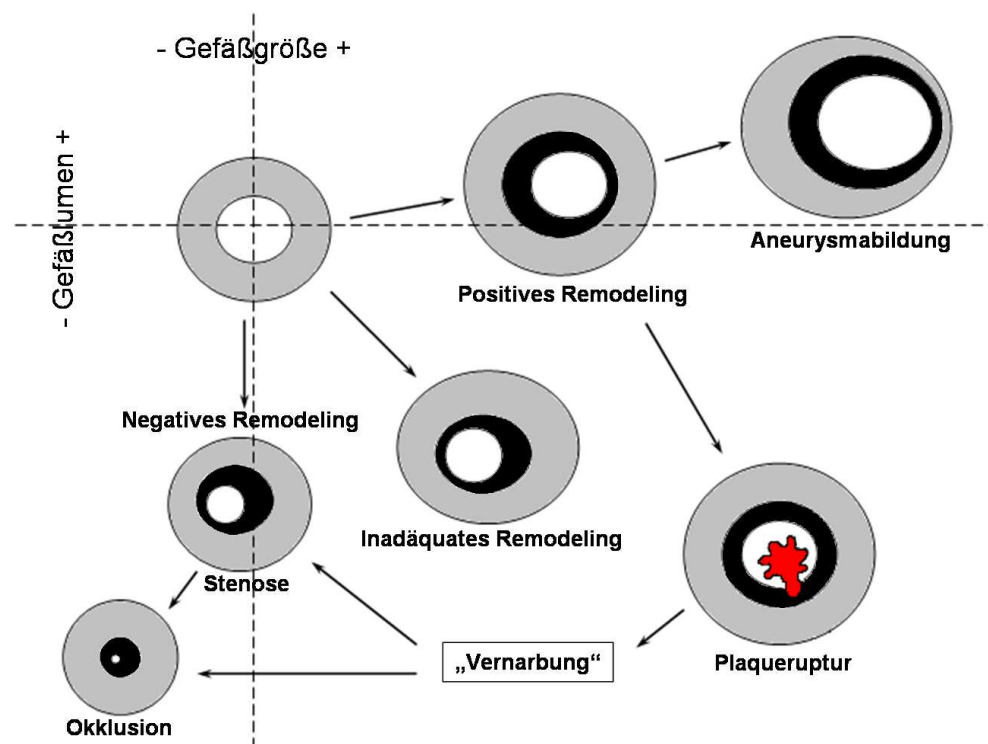 - Gefäßgröße +
- Gefäßlumen +
Aneurysmabildung
Positives Remodeling
Negatives Remodeling
Inadäquates Remodeling
Stenose
„Vernarbung“
Plaqueruptur
Okklusion